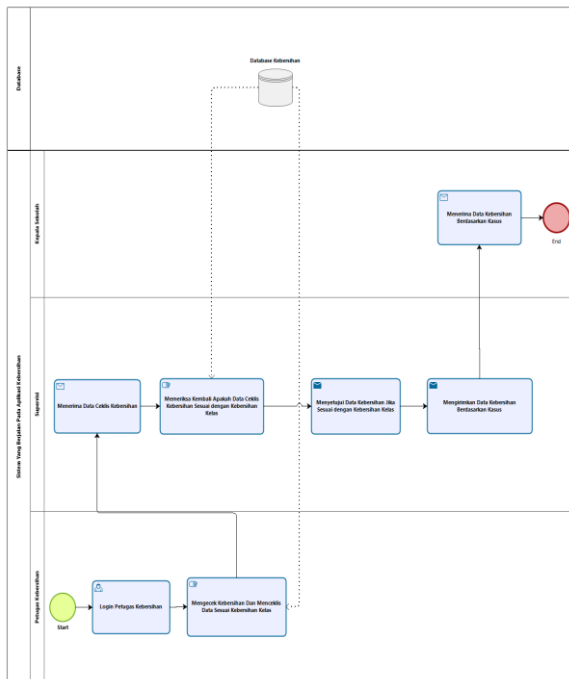 Database
Database Kebersihan
Sistem Yang Berjalan Pada Aplikasi Kebersihan
Kepala Sekolah
Menerima Data Kebersihan
Berdasarkan Kasus
End
Supervisi
Menerima Data Ceklis Kebersihan
Memeriksa Kembali Apakah Data Ceklis
Kebersihan Sesuai dengan Kebersihan
Kelas
Menyetujui Data Kebersihan Jika
Sesuai dengan Kebersihan Kelas
Mengirimkan Data Kebersihan
Berdasarkan Kasus
Petugas Kebersihan
Start
Login Petugas Kebersihan
Mengecek Kebersihan Dan Menceklis
Data Sesuai Kebersihan Kelas